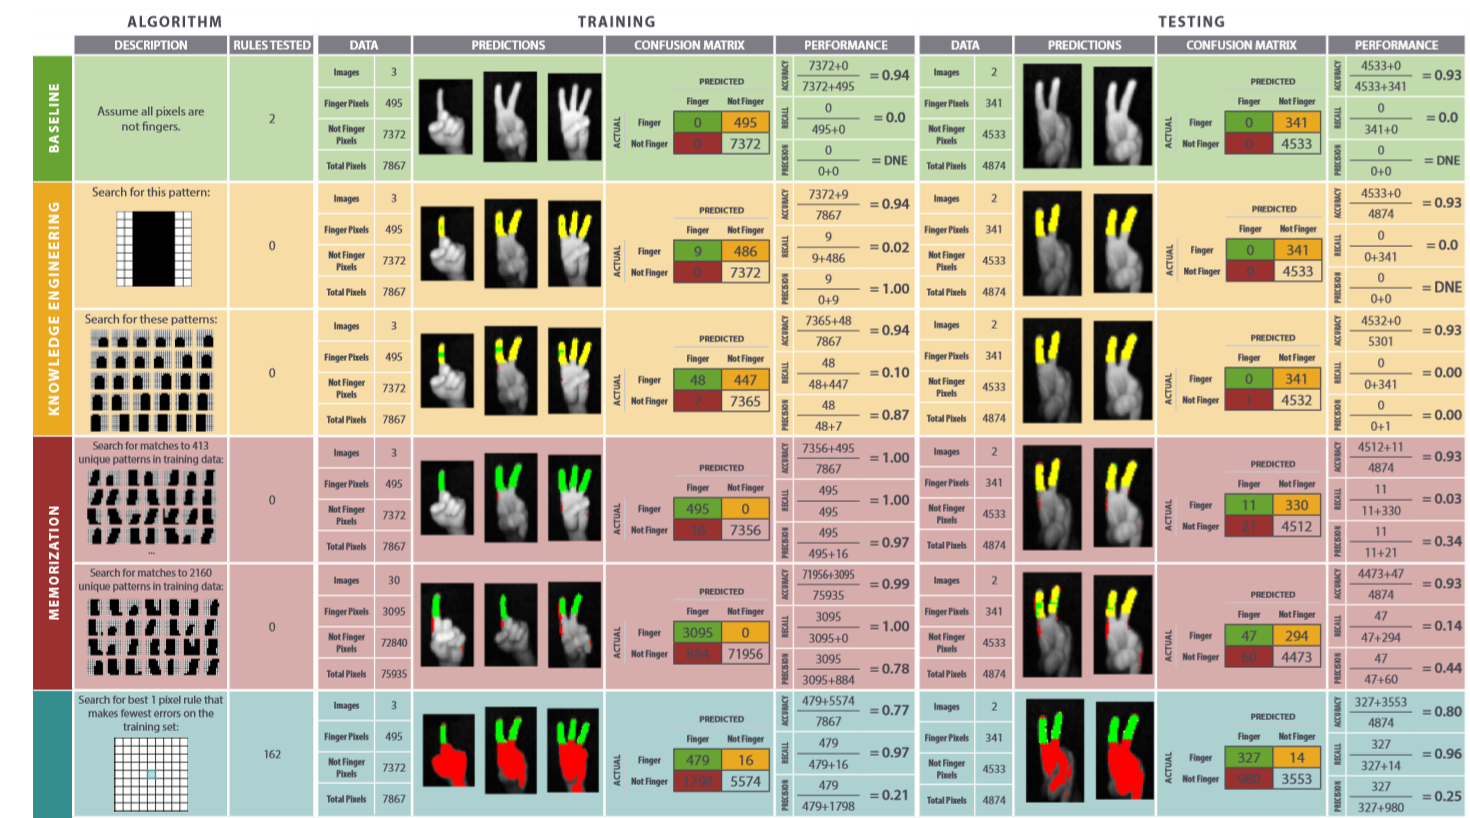 ALGORITHM
TRAINING
TESTING
DESCRIPTION
RULES TESTED
DATA
PREDICTIONS
CONFUSION MATRIX
PERFORMANCE
DATA
PREDICTIONS
CONFUSION MATRIX
PERFORMANCE
BASELINE
Assume all pixels are
not fingers.
2
Images 3
Finger Pixels 495
Not Finger
Pixels 7372
Total Pixels 7867
PREDICTED
Finger Not Finger
ACTUAL
Finger 0 495
Not Finger 0 7372
ACCURACY
7372+0
7372+495
= 0.94
RECALL
0
495+0
= 0.0
PRECISION
0
0+0
= DNE
Images 2
Finger Pixels 341
Not Finger
Pixels 4533
Total Pixels 4874
PREDICTED
Finger Not Finger
ACTUAL
Finger 0 341
Not Finger 0 4533
ACCURACY
4533+0
4533+341
= 0.93
RECALL
0
341+0
= 0.0
PRECISION
0
0+0
= DNE
KNOWLEDGE ENGINEERING
Search for this pattern:
0
Images 3
Finger Pixels 495
Not Finger
Pixels 7372
Total Pixels 7867
PREDICTED
Finger Not Finger
ACTUAL
Finger 9 486
Not Finger 0 7372
ACCURACY
7372+9
7867
= 0.94
RECALL
9
9+486
= 0.02
PRECISION
9
0+9
= 1.00
Images 2
Finger Pixels 341
Not Finger
Pixels 4533
Total Pixels 4874
PREDICTED
Finger Not Finger
ACTUAL
Finger 0 341
Not Finger 0 4533
ACCURACY
4533+0
4874
= 0.93
RECALL
0
0+341
= 0.0
PRECISION
0
0+0
= DNE
Search for these patterns:
0
Images 3
Finger Pixels 495
Not Finger
Pixels 7372
Total Pixels 7867
PREDICTED
Finger Not Finger
ACTUAL
Finger 48 447
Not Finger 7 7365
ACCURACY
7365+48
7867
= 0.94
RECALL
48
48+447
= 0.10
PRECISION
48
48+7
= 0.87
Images 2
Finger Pixels 341
Not Finger
Pixels 4533
Total Pixels 4874
PREDICTED
Finger Not Finger
ACTUAL
Finger 0 341
Not Finger 1 4532
ACCURACY
4532+0
5301
= 0.93
RECALL
0
0+341
= 0.00
PRECISION
0
0+1
= 0.00
MEMORIZATION
Search for matches to 413
unique patterns in training data:
...
0
Images 3
Finger Pixels 495
Not Finger
Pixels 7372
Total Pixels 7867
PREDICTED
Finger Not Finger
ACTUAL
Finger 495 0
Not Finger 16 7356
ACCURACY
7356+495
7867
= 1.00
RECALL
495
495
= 1.00
PRECISION
495
495+16
= 0.97
Images 2
Finger Pixels 341
Not Finger
Pixels 4533
Total Pixels 4874
PREDICTED
Finger Not Finger
ACTUAL
Finger 11 330
Not Finger 21 4512
ACCURACY
4512+11
4874
= 0.93
RECALL
11
11+330
= 0.03
PRECISION
11
11+21
= 0.34
Search for matches to 2160
unique patterns in training data:
0
Images 30
Finger Pixels 3095
Not Finger
Pixels 72840
Total Pixels 75935
PREDICTED
Finger Not Finger
ACTUAL
Finger 3095 0
Not Finger 884 71956
ACCURACY
71956+3095
75935
= 0.99
RECALL
3095
3095+0
= 1.00
PRECISION
3095
3095+884
= 0.78
Images 2
Finger Pixels 341
Not Finger
Pixels 4533
Total Pixels 4874
PREDICTED
Finger Not Finger
ACTUAL
Finger 47 294
Not Finger 60 4473
ACCURACY
4473+47
4874
= 0.93
RECALL
47
47+294
= 0.14
PRECISION
47
47+60
= 0.44
Search for best 1 pixel rule that
makes fewest errors on the
training set:
162
Images 3
Finger Pixels 495
Not Finger
Pixels 7372
Total Pixels 7867
PREDICTED
Finger Not Finger
ACTUAL
Finger 479 16
Not Finger 1798 5574
ACCURACY
479+5574
7867
= 0.77
RECALL
479
479+16
= 0.97
PRECISION
479
479+1798
= 0.21
Images 2
Finger Pixels 341
Not Finger
Pixels 4533
Total Pixels 4874
PREDICTED
Finger Not Finger
ACTUAL
Finger 327 14
Not Finger 980 3553
ACCURACY
327+3553
4874
= 0.80
RECALL
327
327+14
= 0.96
PRECISION
327
327+980
= 0.25